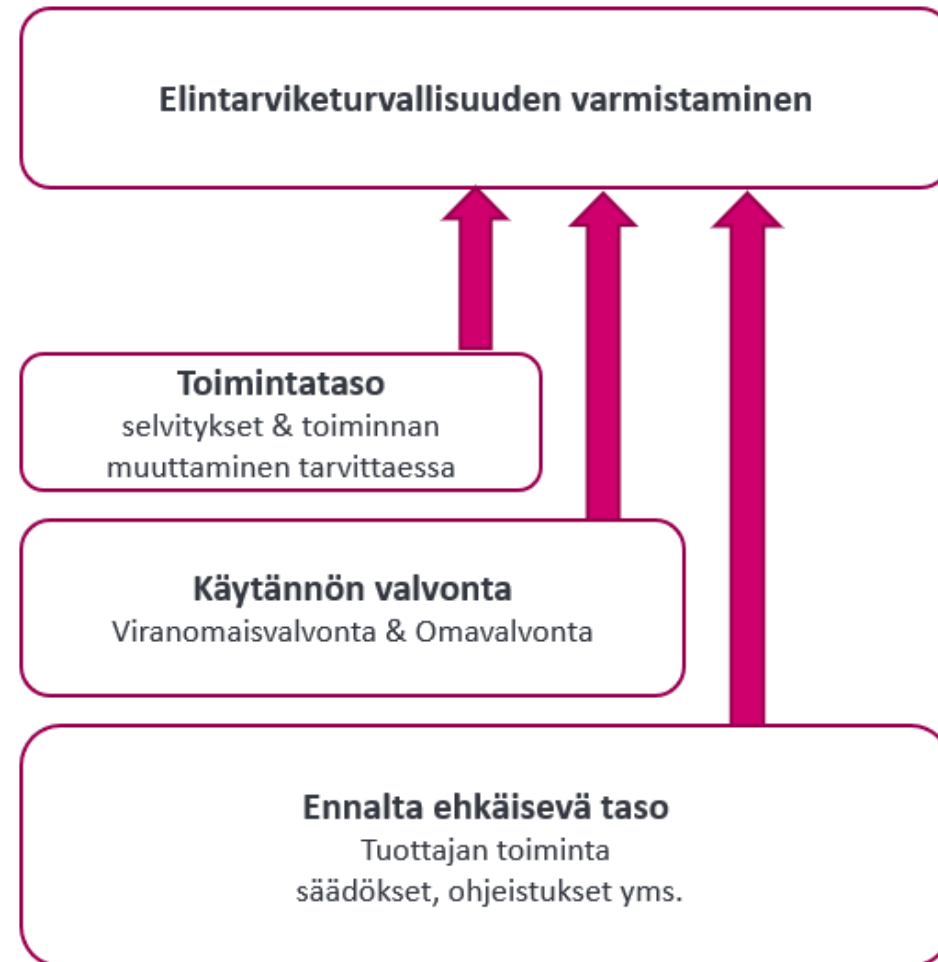 Elintarviketurvallisuuden varmistaminen
Toimintataso
selvitykset & toiminnan
muuttaminen tarvittaessa
Käytännön valvonta
Viranomaisvalvonta & Omavalvonta
Ennalta ehkäisevä taso
Tuottajan toiminta
säädökset, ohjeistukset yms.